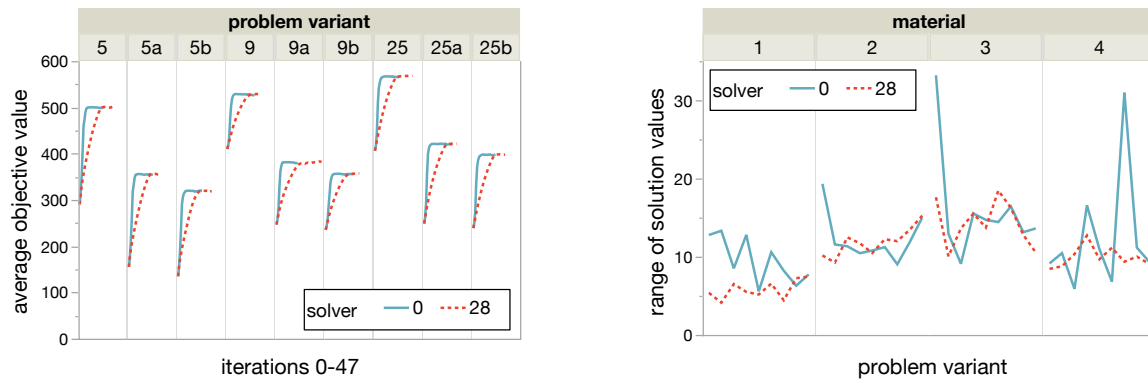 problem variant
5 5a 5b 9 9a 9b 25 25a 25b
600
500
400
300
200
100
0
average objective value
solver 0 28
iterations 0-47
material
1 2 3 4
solver 0 28
30
20
10
0
range of solution values
problem variant